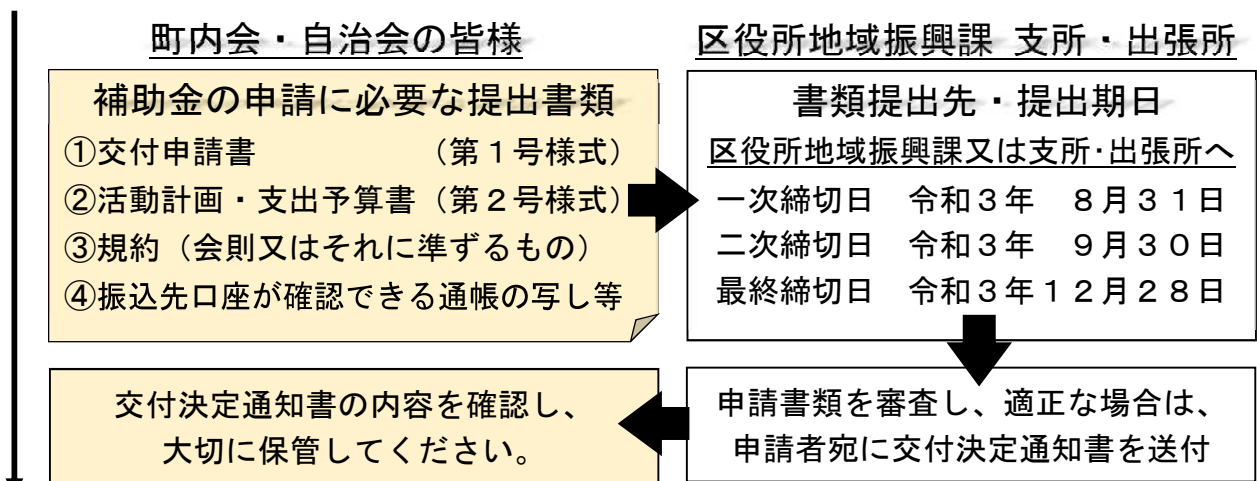 町内会・自治会の皆様
補助金の申請に必要な提出書類
①交付申請書　　　　　　（第１号様式）
②活動計画・支出予算書（第２号様式）
③規約（会則又はそれに準ずるもの）
④振込先口座が確認できる通帳の写し等
区役所地域振興課 支所・出張所
書類提出先・提出期日
区役所地域振興課又は支所･出張所へ
一次締切日　令和３年　８月３１日
二次締切日　令和３年　９月３０日
最終締切日　令和３年１２月２８日
申請書類を審査し、適正な場合は、
申請者宛に交付決定通知書を送付
交付決定通知書の内容を確認し、
大切に保管してください。